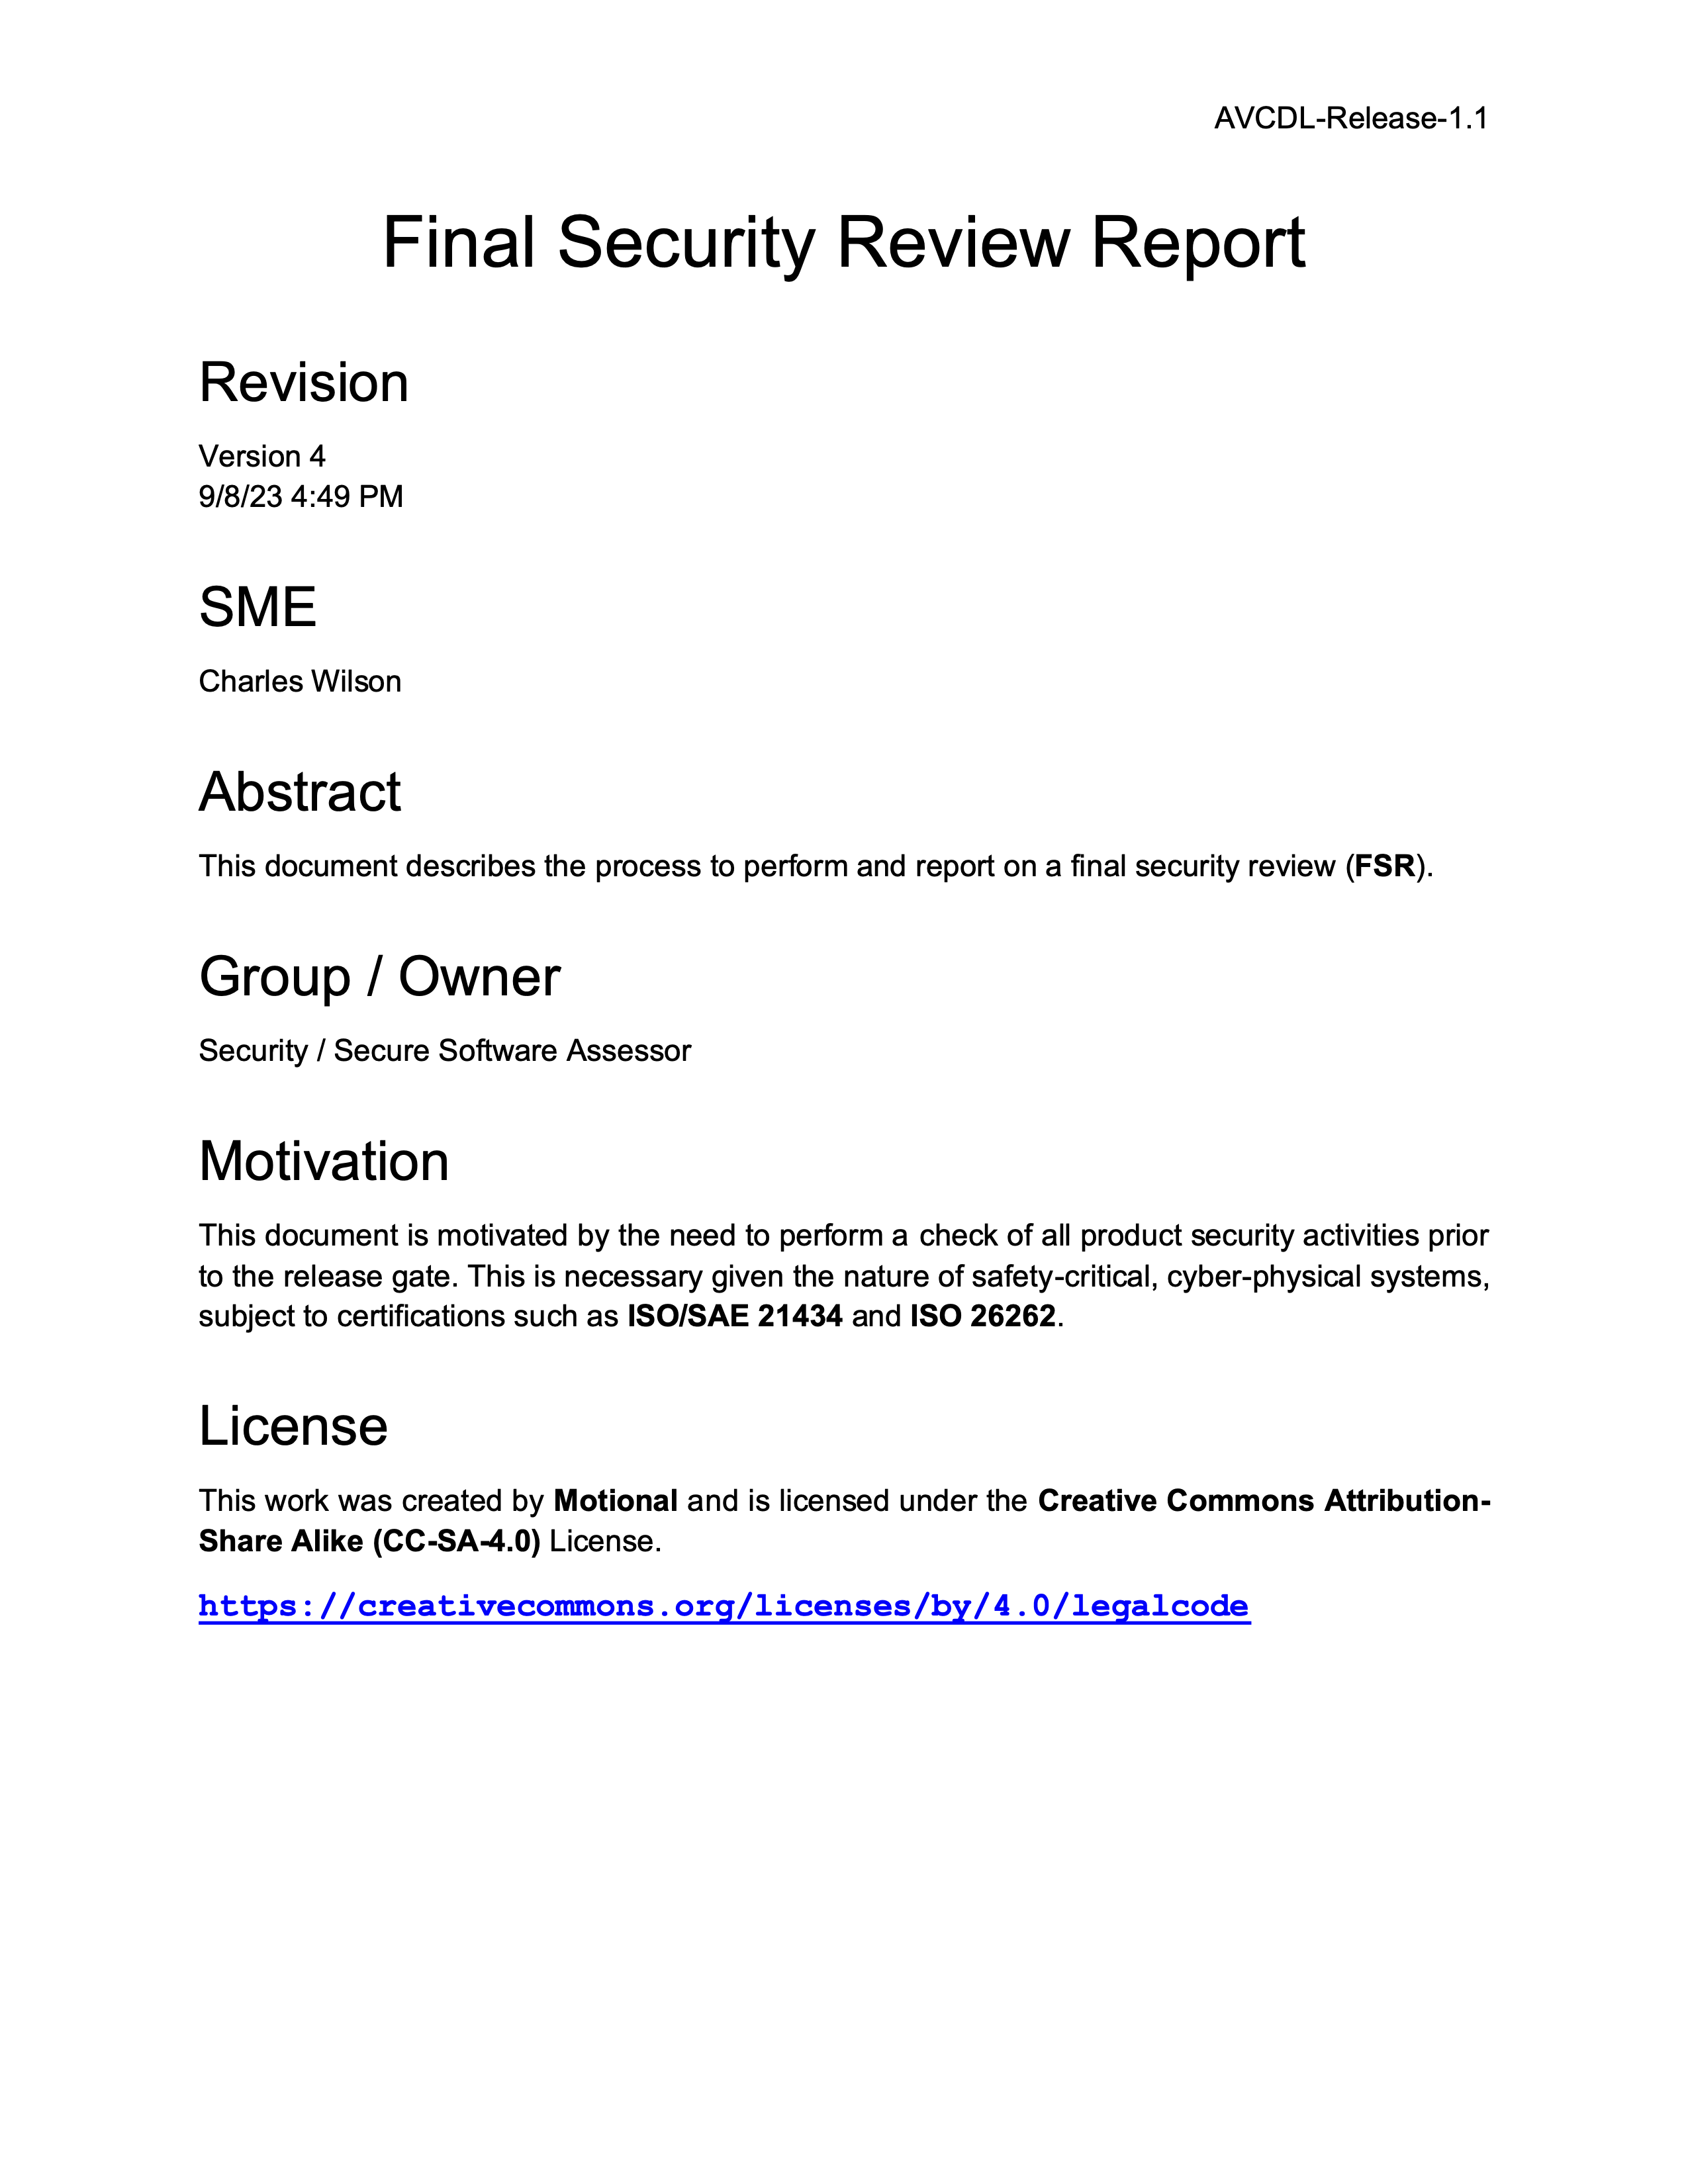 AVCDL-Release-1.1
Final Security Review Report
Revision
Version 4
9/8/23 4:49 PM
SME
Charles Wilson
Abstract
This document describes the process to perform and report on a final security review (FSR).
Group / Owner
Security / Secure Software Assessor
Motivation
This document is motivated by the need to perform a check of all product security activities prior
to the release gate. This is necessary given the nature of safety-critical, cyber-physical systems,
subject to certifications such as ISO/SAE 21434 and ISO 26262.
License
This work was created by Motional and is licensed under the Creative Commons Attribution-
Share Alike (CC-SA-4.0) License.
https://creativecommons.org/licenses/by/4.0/legalcode